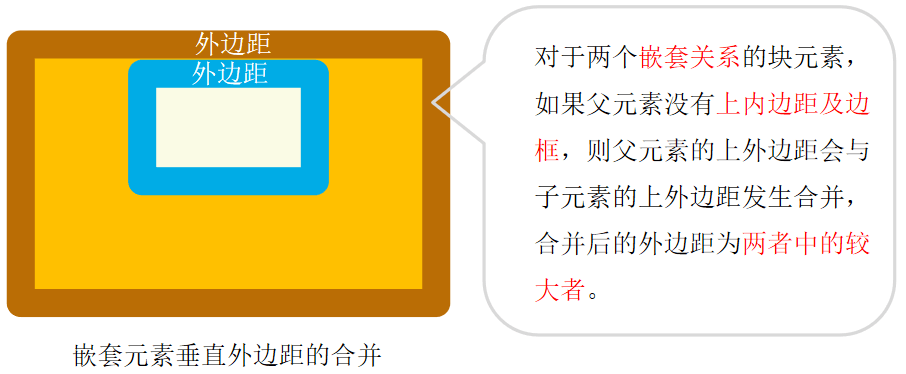 外边距
外边距
对于两个嵌套关系的块元素，
如果父元素没有上内边距及边
框，则父元素的上外边距会与
子元素的上外边距发生合并，
合并后的外边距为两者中的较
大者。
嵌套元素垂直外边距的合并